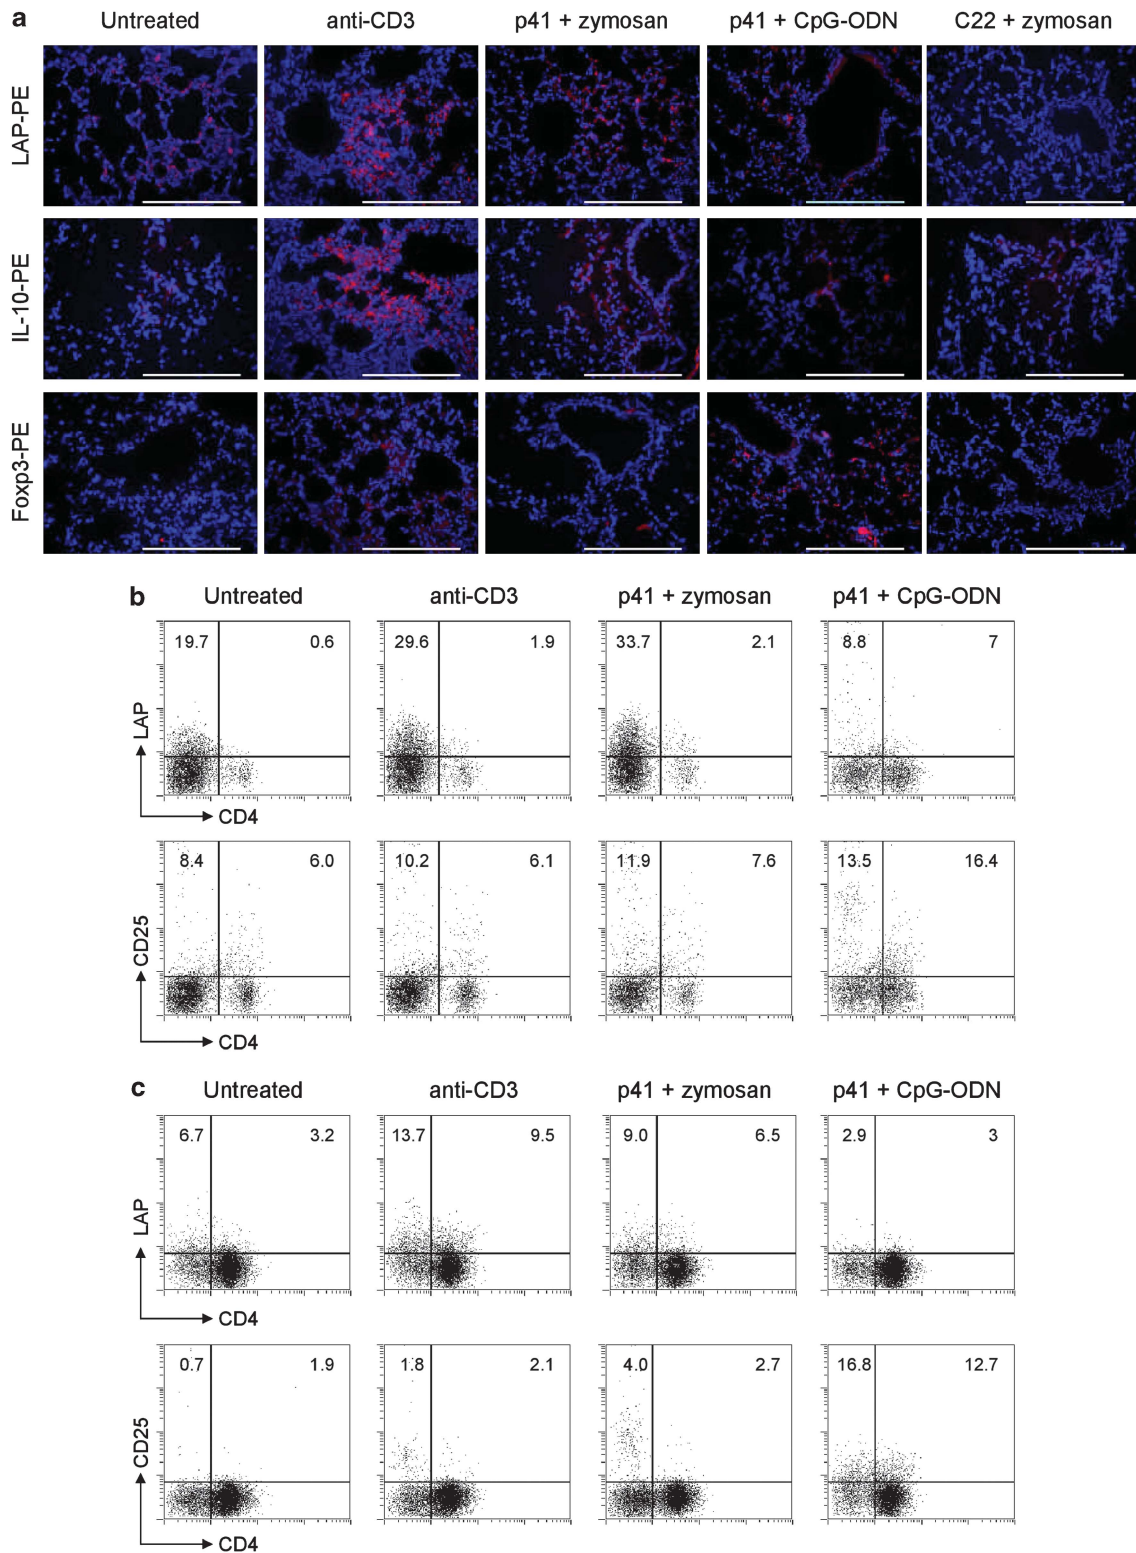 a
Untreated anti-CD3 p41 + zymosan p41 + CpG-ODN C22 + zymosan
LAP-PE
IL-10-PE
Foxp3-PE
b
Untreated anti-CD3 p41 + zymosan p41 + CpG-ODN
19.7 0.6 29.6 1.9 33.7 2.1 8.8 7
LAP
CD4
8.4 6.0 10.2 6.1 11.9 7.6 13.5 16.4
CD25
CD4
c
Untreated anti-CD3 p41 + zymosan p41 + CpG-ODN
6.7 3.2 13.7 9.5 9.0 6.5 2.9 3
LAP
CD4
0.7 1.9 1.8 2.1 4.0 2.7 16.8 12.7
CD25
CD4